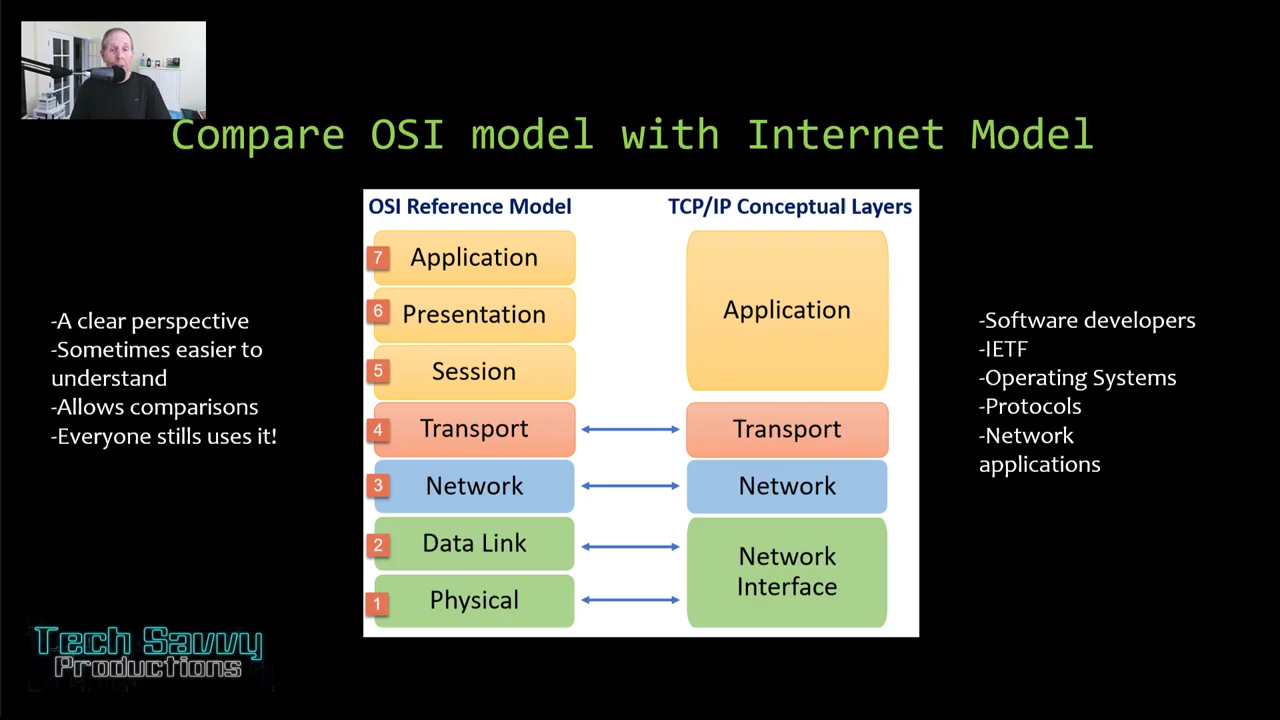 Compare OSI model with Internet Model
-A clear perspective
-Sometimes easier to
understand
-Allows comparisons
-Everyone stills uses it!
OSI Reference Model
7 Application
6 Presentation
5 Session
4 Transport
3 Network
2 Data Link
1 Physical
TCP/IP Conceptual Layers
Application
Transport
Network
Network
Interface
-Software developers
-IETF
-Operating Systems
-Protocols
-Network
applications
Tech Savvy
Productions